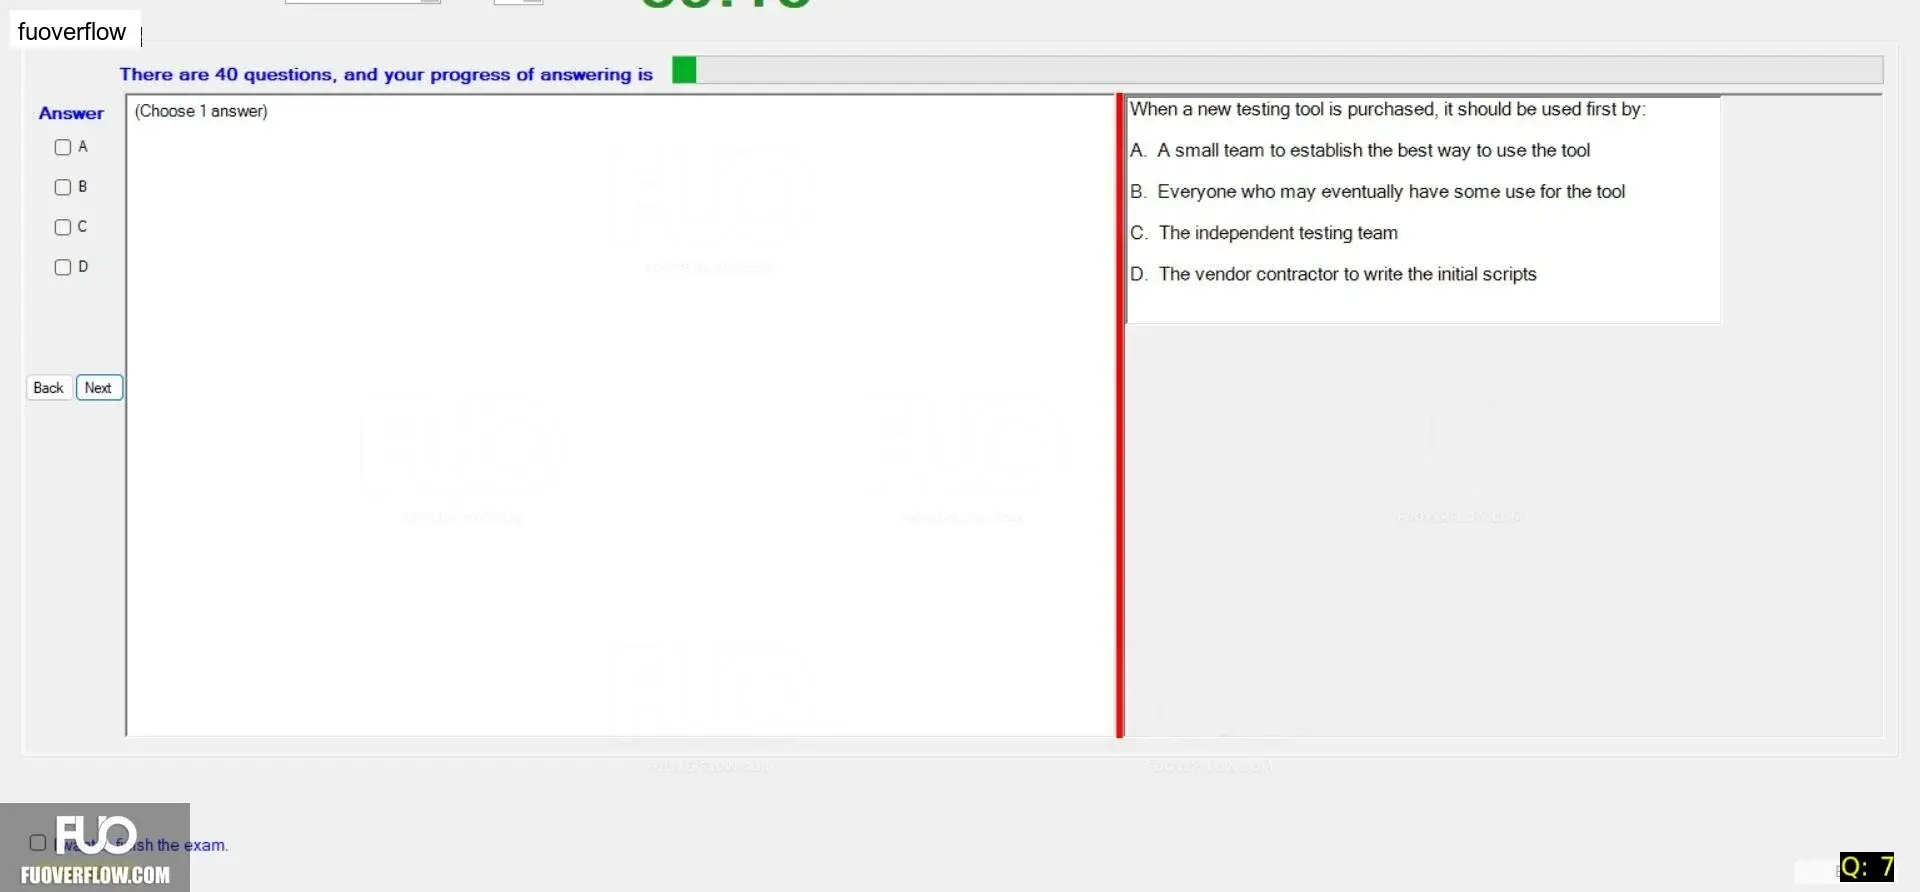 fuoverflow
There are 40 questions, and your progress of answering is
Answer
(Choose 1 answer)
A
B
C
D
Back Next
When a new testing tool is purchased, it should be used first by:
A. A small team to establish the best way to use the tool
B. Everyone who may eventually have some use for the tool
C. The independent testing team
D. The vendor contractor to write the initial scripts
I want finish the exam.
FUO
FUOVERFLOW.COM
Q: 7